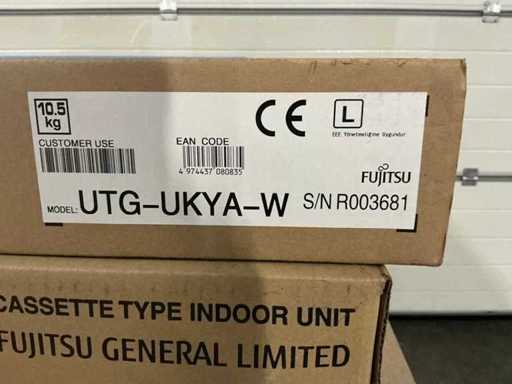 10.5
kg
CE
L
EEE Yönetmeliğine Uygundur
CUSTOMER USE
EAN CODE
4 974437 080835
FUJITSU
MODEL: UTG-UKYA-W S/N R003681
CASSETTE TYPE INDOOR UNIT
FUJITSU GENERAL LIMITED